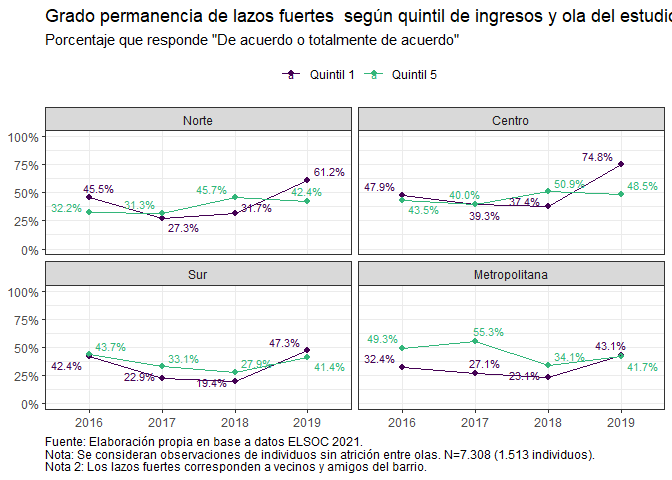 Grado permanencia de lazos fuertes  según quintil de ingresos y ola del estudio
Porcentaje que responde "De acuerdo o totalmente de acuerdo"
Quintil 1 Quintil 5
Norte Centro
100%
75%
50%
25%
0%
45.5% 32.2% 31.3% 27.3% 45.7% 31.7% 61.2% 42.4%
47.9% 43.5% 40.0% 39.3% 37.4% 50.9% 74.8% 48.5%
Sur Metropolitana
100%
75%
50%
25%
0%
43.7% 42.4% 33.1% 22.9% 27.9% 19.4% 47.3% 41.4%
49.3% 32.4% 55.3% 27.1% 34.1% 23.1% 43.1% 41.7%
2016 2017 2018 2019 2016 2017 2018 2019
Fuente: Elaboración propia en base a datos ELSOC 2021.
Nota: Se consideran observaciones de individuos sin atrición entre olas. N=7.308 (1.513 individuos).
Nota 2: Los lazos fuertes corresponden a vecinos y amigos del barrio.